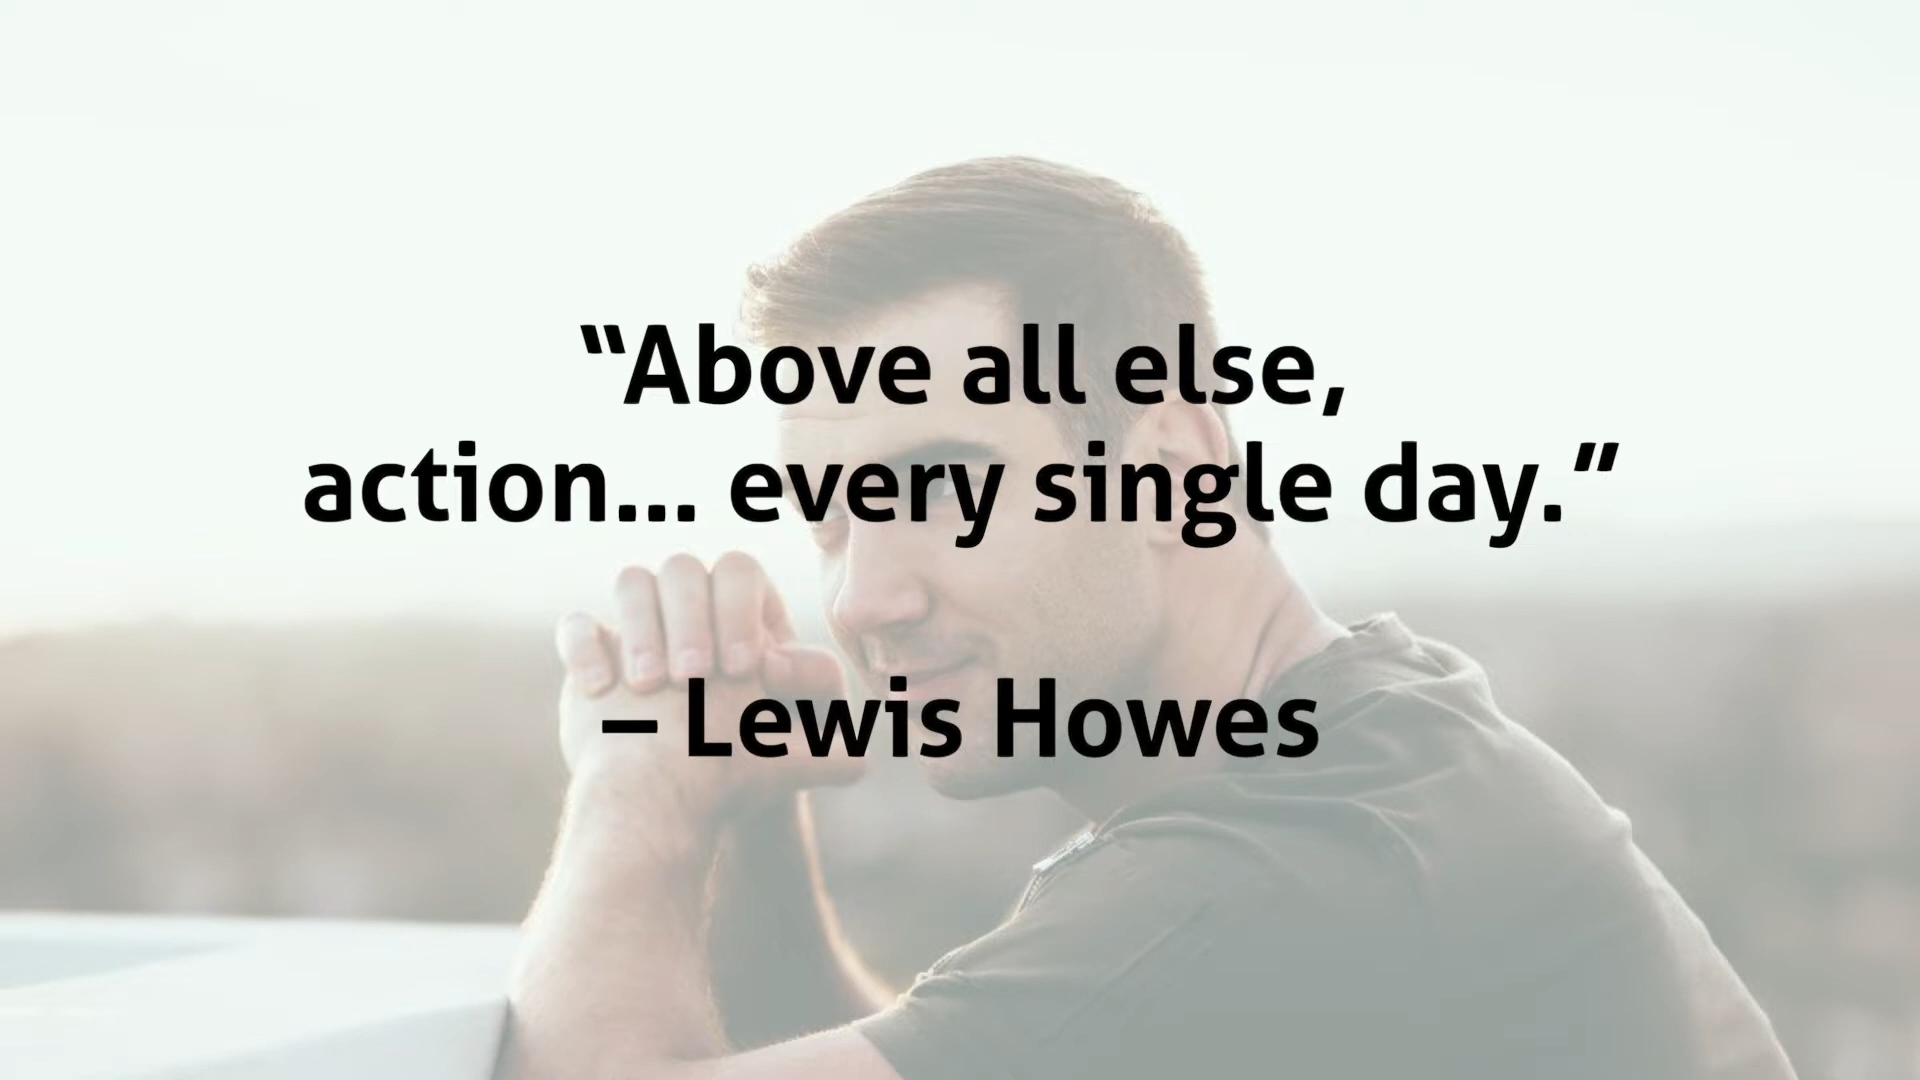 “Above all else,
action... every single day.”
– Lewis Howes